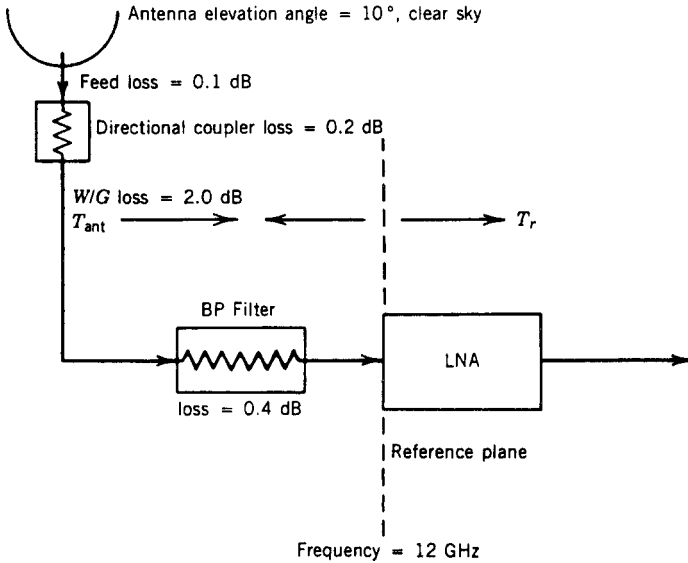 Antenna elevation angle = 10°, clear sky
Feed loss = 0.1 dB
Directional coupler loss = 0.2 dB
W/G loss = 2.0 dB
T_ant
T_r
BP Filter
LNA
loss = 0.4 dB
Reference plane
Frequency = 12 GHz